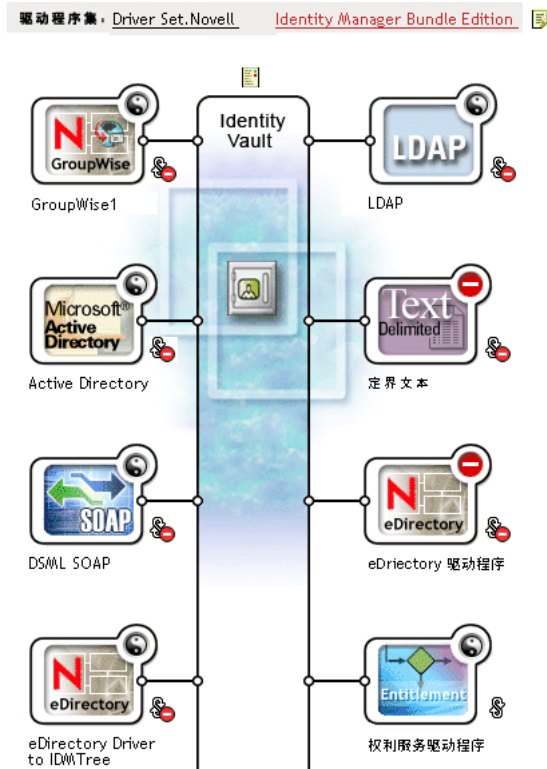 驱动程序集: Driver Set.Novell Identity Manager Bundle Edition
Identity
Vault
N
GroupWise
GroupWise1
LDAP
LDAP
Microsoft®
Active
Directory
Active Directory
Text
Delimited
定界文本
SOAP
DSML SOAP
N
eDirectory
eDriectory 驱动程序
N
eDirectory
eDirectory Driver
to IDMTree
Entitlement
权利服务驱动程序